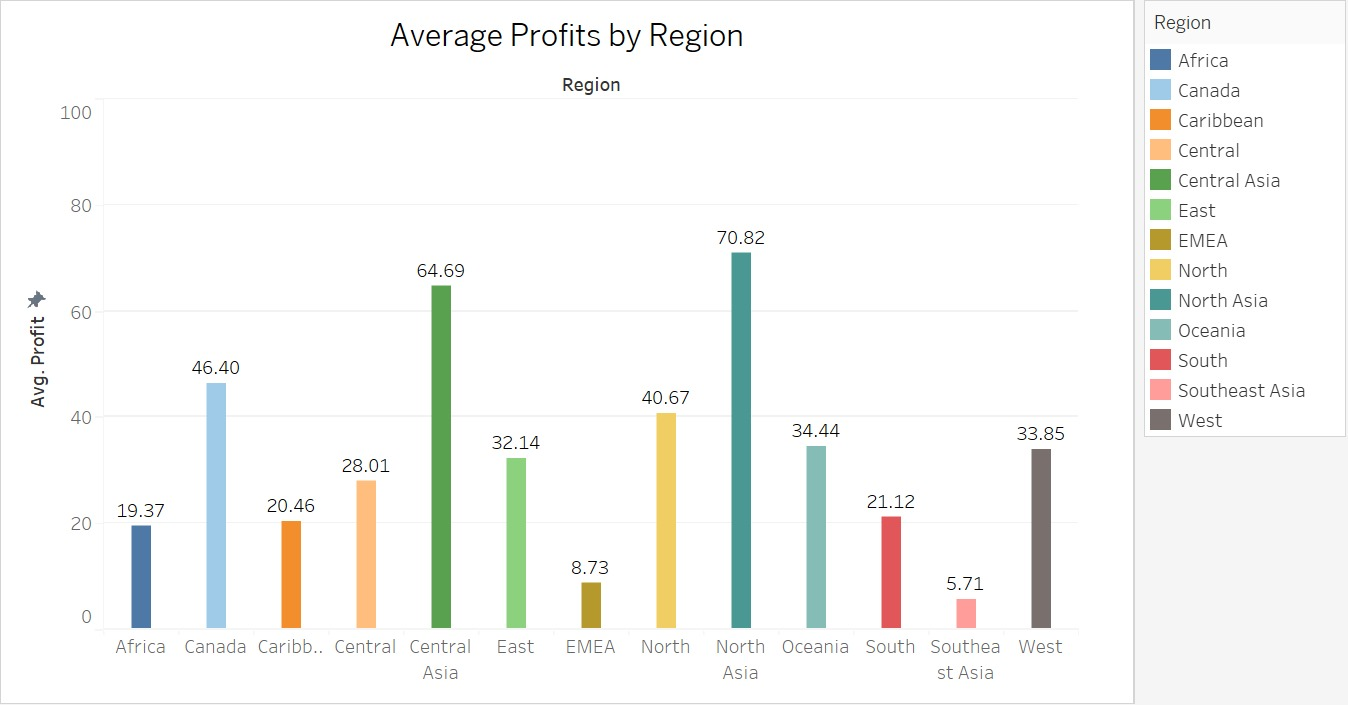 Average Profits by Region
Region
Avg. Profit
100
80
60
40
20
0
19.37
46.40
20.46
28.01
64.69
32.14
8.73
40.67
70.82
34.44
21.12
5.71
33.85
Africa
Canada
Caribb..
Central
Central
Asia
East
EMEA
North
North
Asia
Oceania
South
Southea
st Asia
West
Region
Africa
Canada
Caribbean
Central
Central Asia
East
EMEA
North
North Asia
Oceania
South
Southeast Asia
West